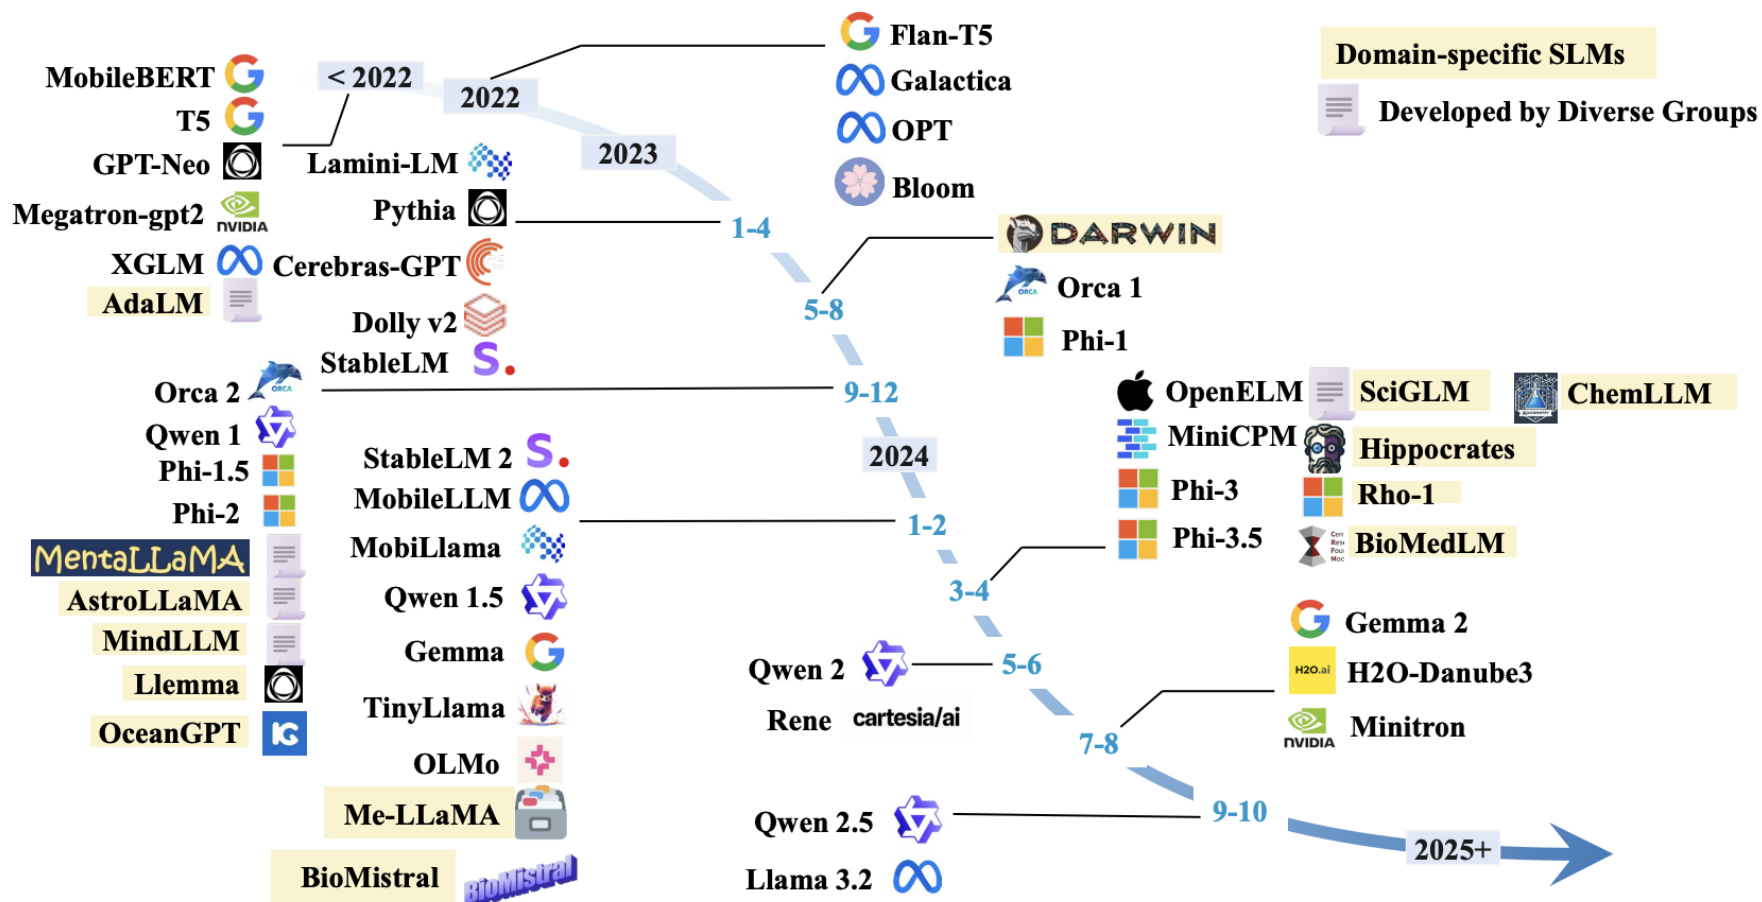 MobileBERT
T5
GPT-Neo
Megatron-gpt2
NVIDIA
XGLM
AdaLM
< 2022
2022
Flan-T5
Galactica
OPT
Bloom
Domain-specific SLMs
Developed by Diverse Groups
2023
Lamini-LM
Pythia
Cerebras-GPT
Dolly v2
StableLM
S.
1-4
DARWIN
Orca 1
ORCA
Phi-1
5-8
Orca 2
ORCA
Qwen 1
Phi-1.5
Phi-2
MentaLLaMA
AstroLLaMA
MindLLM
Llemma
OceanGPT
9-12
2024
StableLM 2
S.
MobileLLM
MobiLlama
Qwen 1.5
Gemma
TinyLlama
OLMo
Me-LLaMA
BioMistral
BioMistral
1-2
OpenELM
MiniCPM
Phi-3
Phi-3.5
SciGLM
ChemLLM
Hippocrates
Rho-1
BioMedLM
3-4
Qwen 2
Rene
cartesia/ai
5-6
Gemma 2
H2O.ai
H2O-Danube3
NVIDIA
Minitron
7-8
Qwen 2.5
Llama 3.2
9-10
2025+